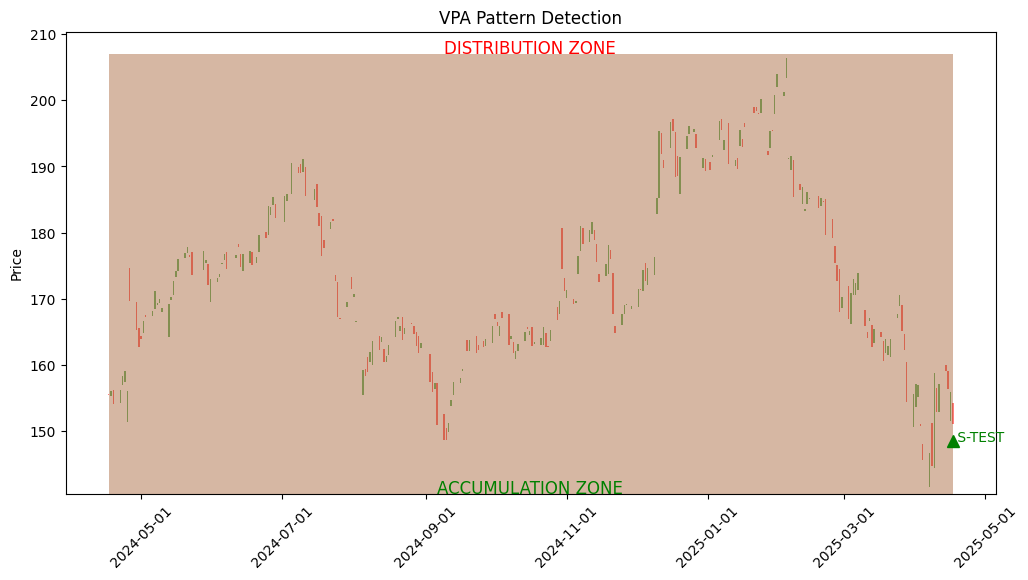 VPA Pattern Detection
DISTRIBUTION ZONE
Price
210
200
190
180
170
160
150
S-TEST
ACCUMULATION ZONE
2024-05-01
2024-07-01
2024-09-01
2024-11-01
2025-01-01
2025-03-01
2025-05-01